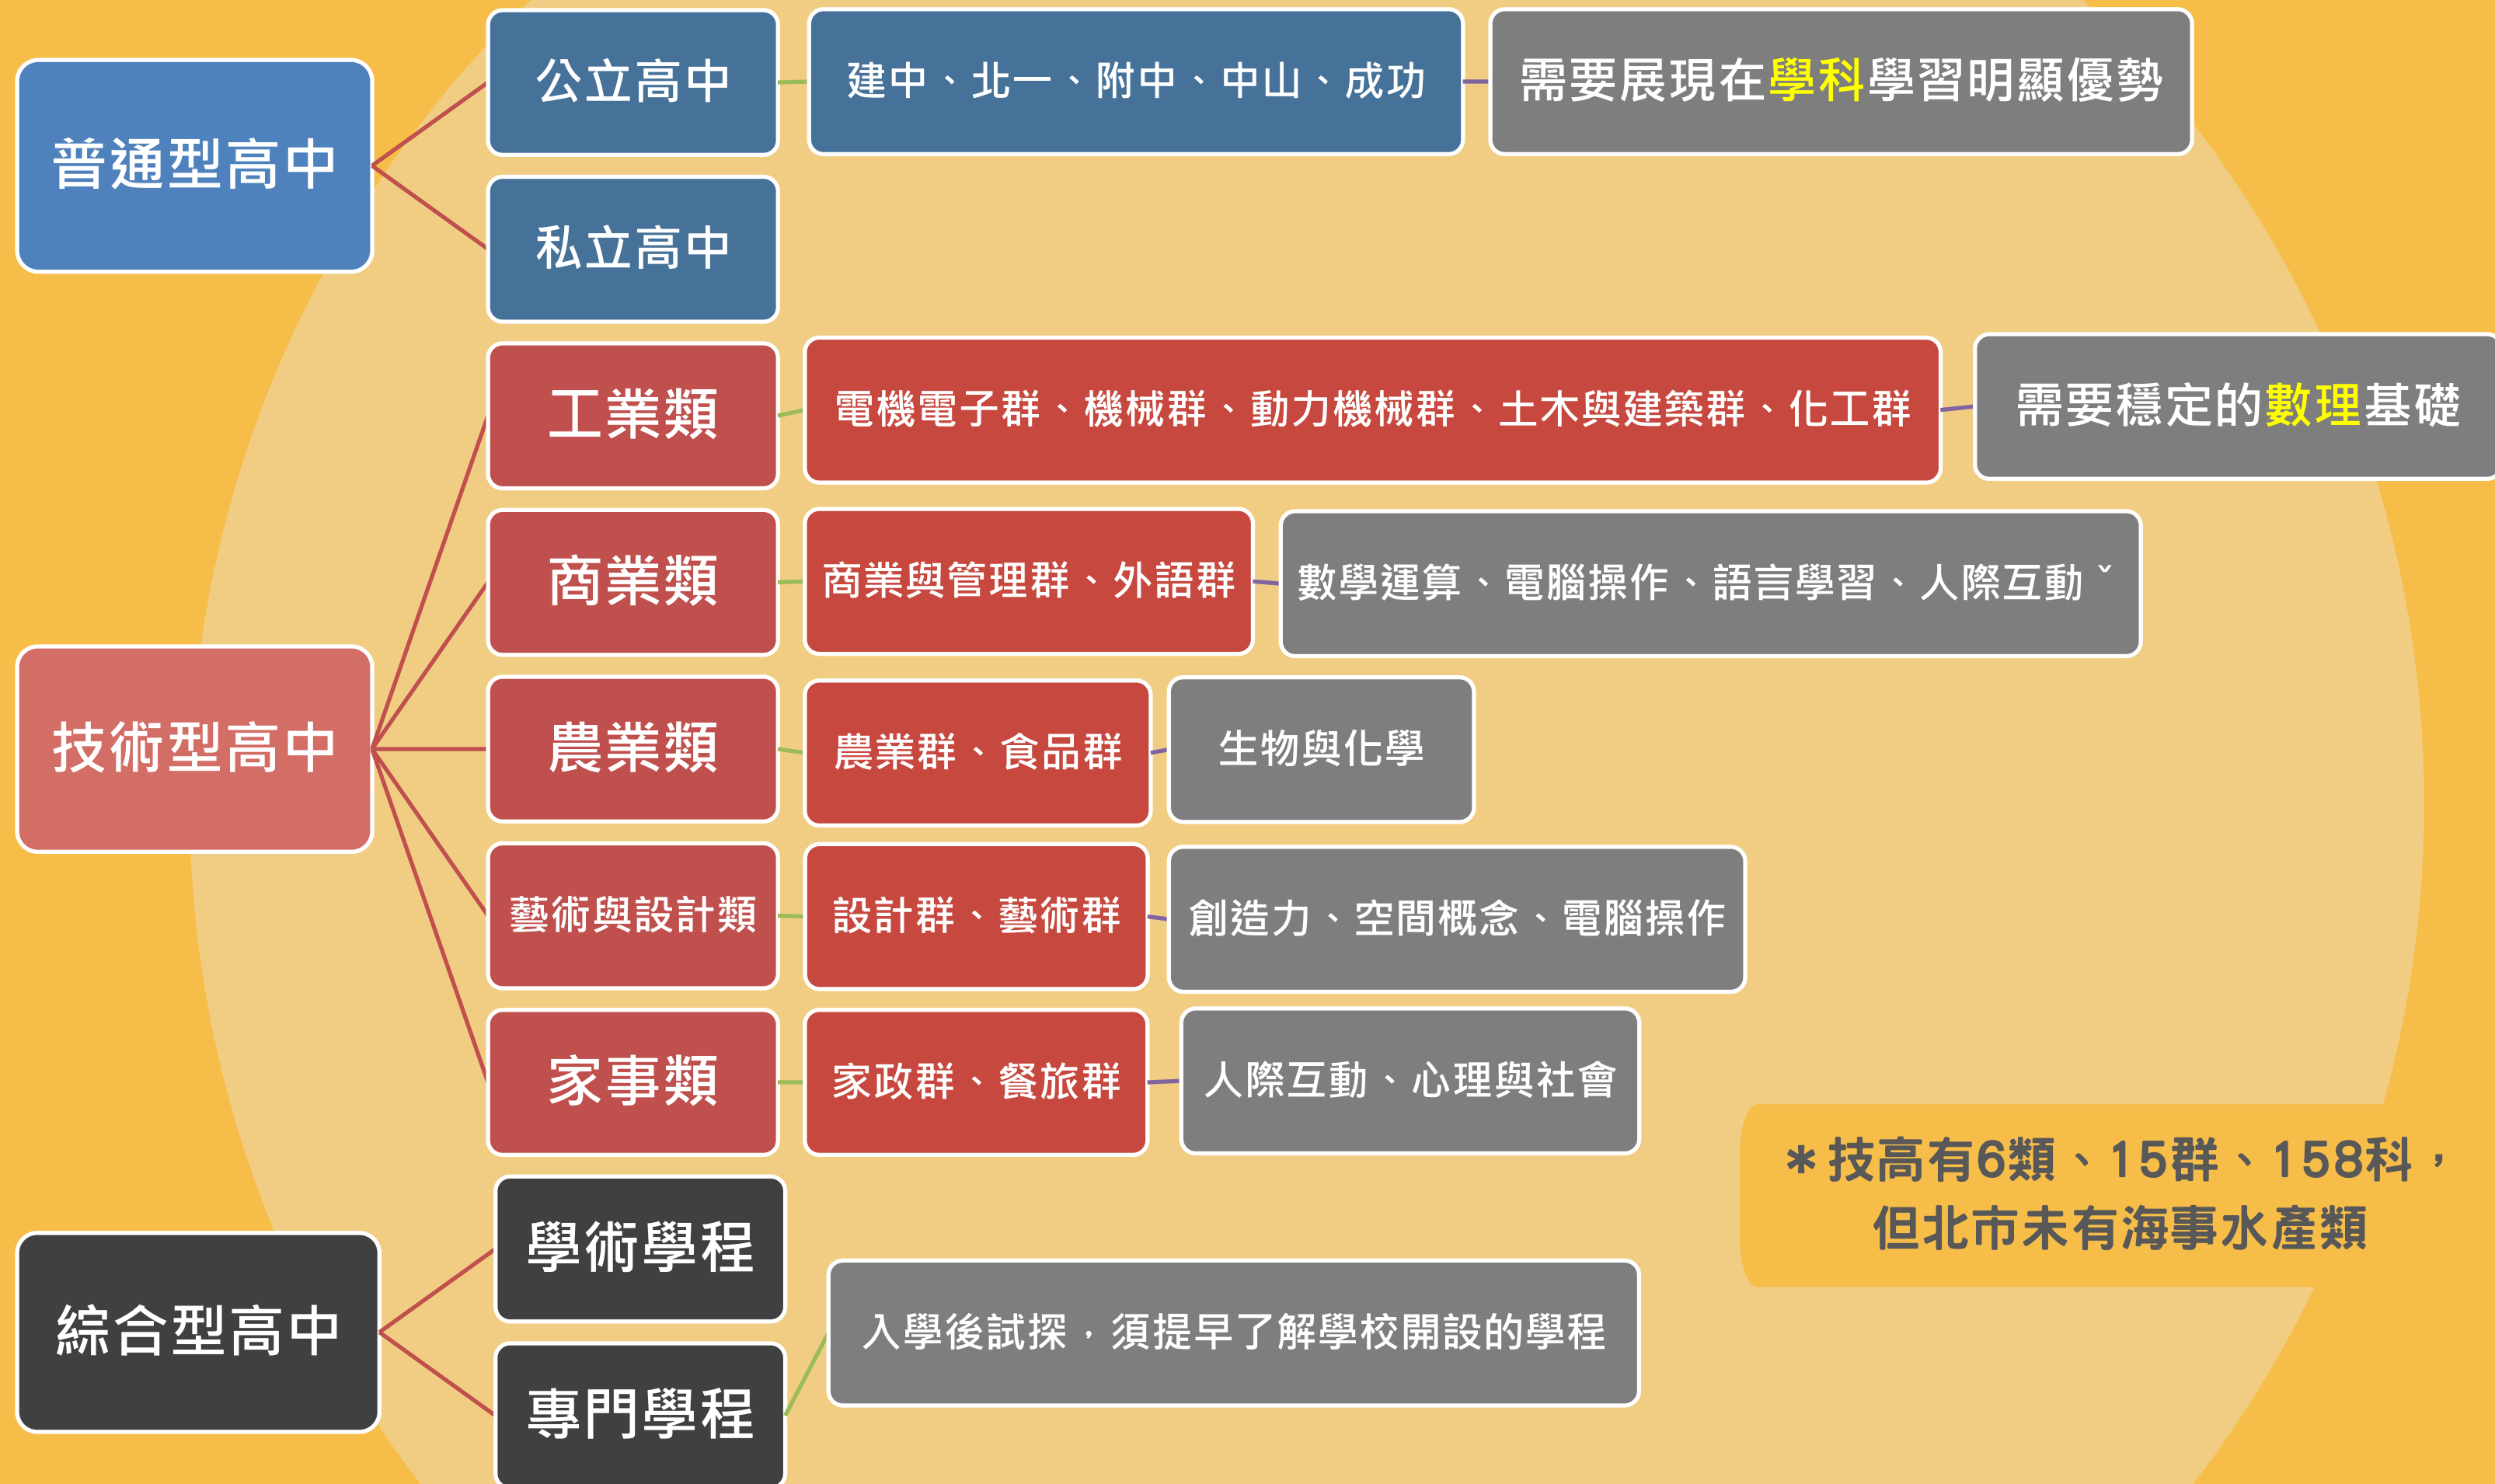 普通型高中
公立高中
建中、北一、附中、中山、成功
需要展現在學科學習明顯優勢
私立高中
技術型高中
工業類
電機電子群、機械群、動力機械群、土木與建築群、化工群
需要穩定的數理基礎
商業類
商業與管理群、外語群
數學運算、電腦操作、語言學習、人際互動ˇ
農業類
農業群、食品群
生物與化學
藝術與設計類
設計群、藝術群
創造力、空間概念、電腦操作
家事類
家政群、餐旅群
人際互動、心理與社會
綜合型高中
學術學程
專門學程
入學後試探，須提早了解學校開設的學程
*技高有6類、15群、158科，
但北市未有海事水產類